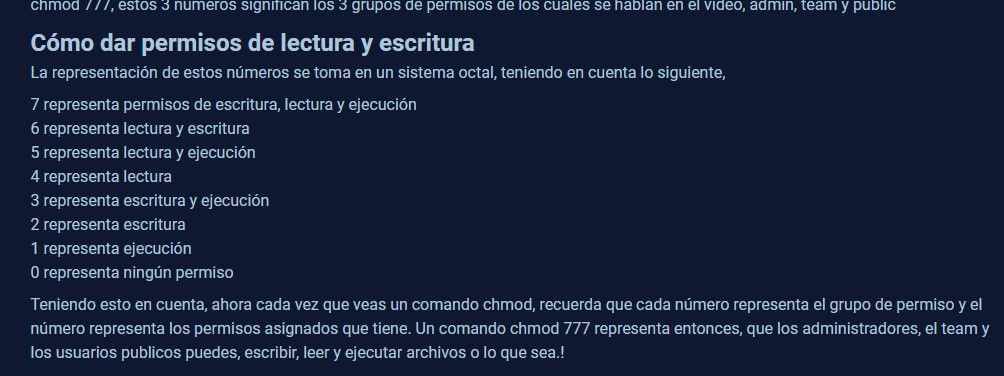 chmod 777, estos 3 números significan los 3 grupos de permisos de los cuales se hablan en el video, admin, team y public
Cómo dar permisos de lectura y escritura
La representación de estos números se toma en un sistema octal, teniendo en cuenta lo siguiente,
7 representa permisos de escritura, lectura y ejecución
6 representa lectura y escritura
5 representa lectura y ejecución
4 representa lectura
3 representa escritura y ejecución
2 representa escritura
1 representa ejecución
0 representa ningún permiso
Teniendo esto en cuenta, ahora cada vez que veas un comando chmod, recuerda que cada número representa el grupo de permiso y el
número representa los permisos asignados que tiene. Un comando chmod 777 representa entonces, que los administradores, el team y
los usuarios publicos puedes, escribir, leer y ejecutar archivos o lo que sea.!